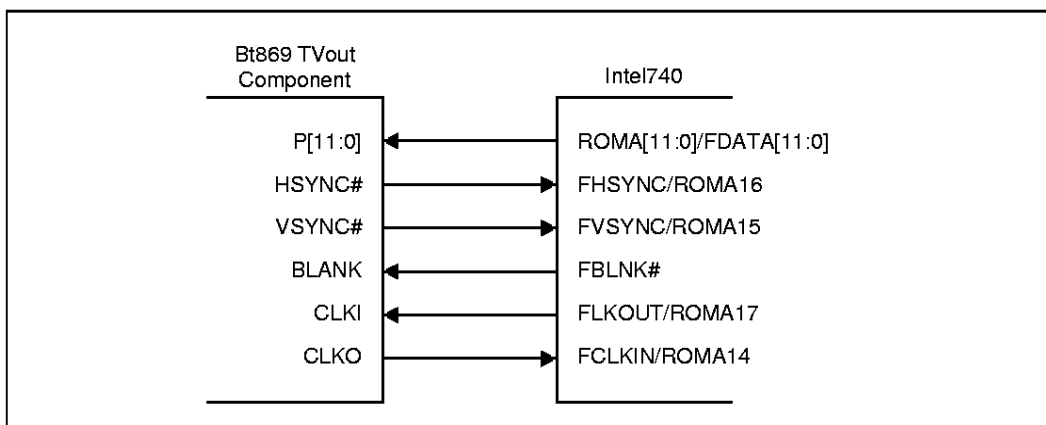 Bt869 TVout
Component
Intel740
P[11:0]
ROMA[11:0]/FDATA[11:0]
HSYNC#
FHSYNC/ROMA16
VSYNC#
FVSYNC/ROMA15
BLANK
FBLNK#
CLKI
FLKOUT/ROMA17
CLKO
FCLKIN/ROMA14